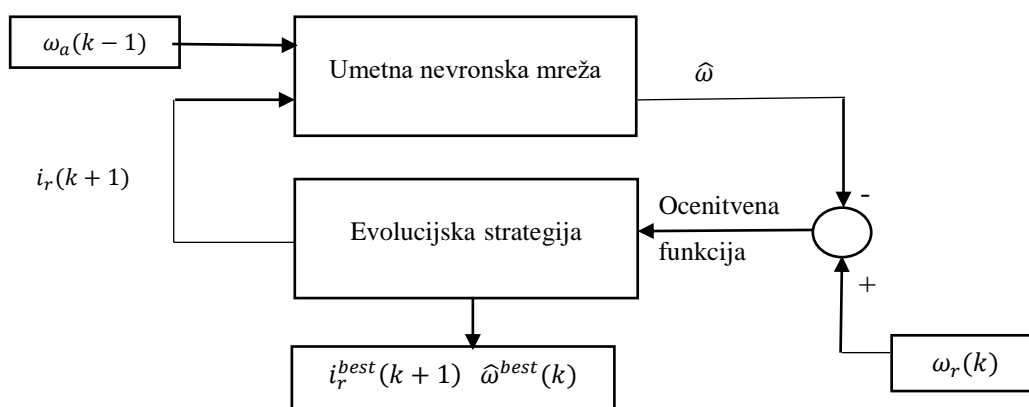 ω_a(k − 1)
Umetna nevronska mreža
ω̂
i_r(k + 1)
-
Ocenitvena
funkcija
Evolucijska strategija
+
ω_r(k)
i_r^{best}(k + 1) ω̂^{best}(k)